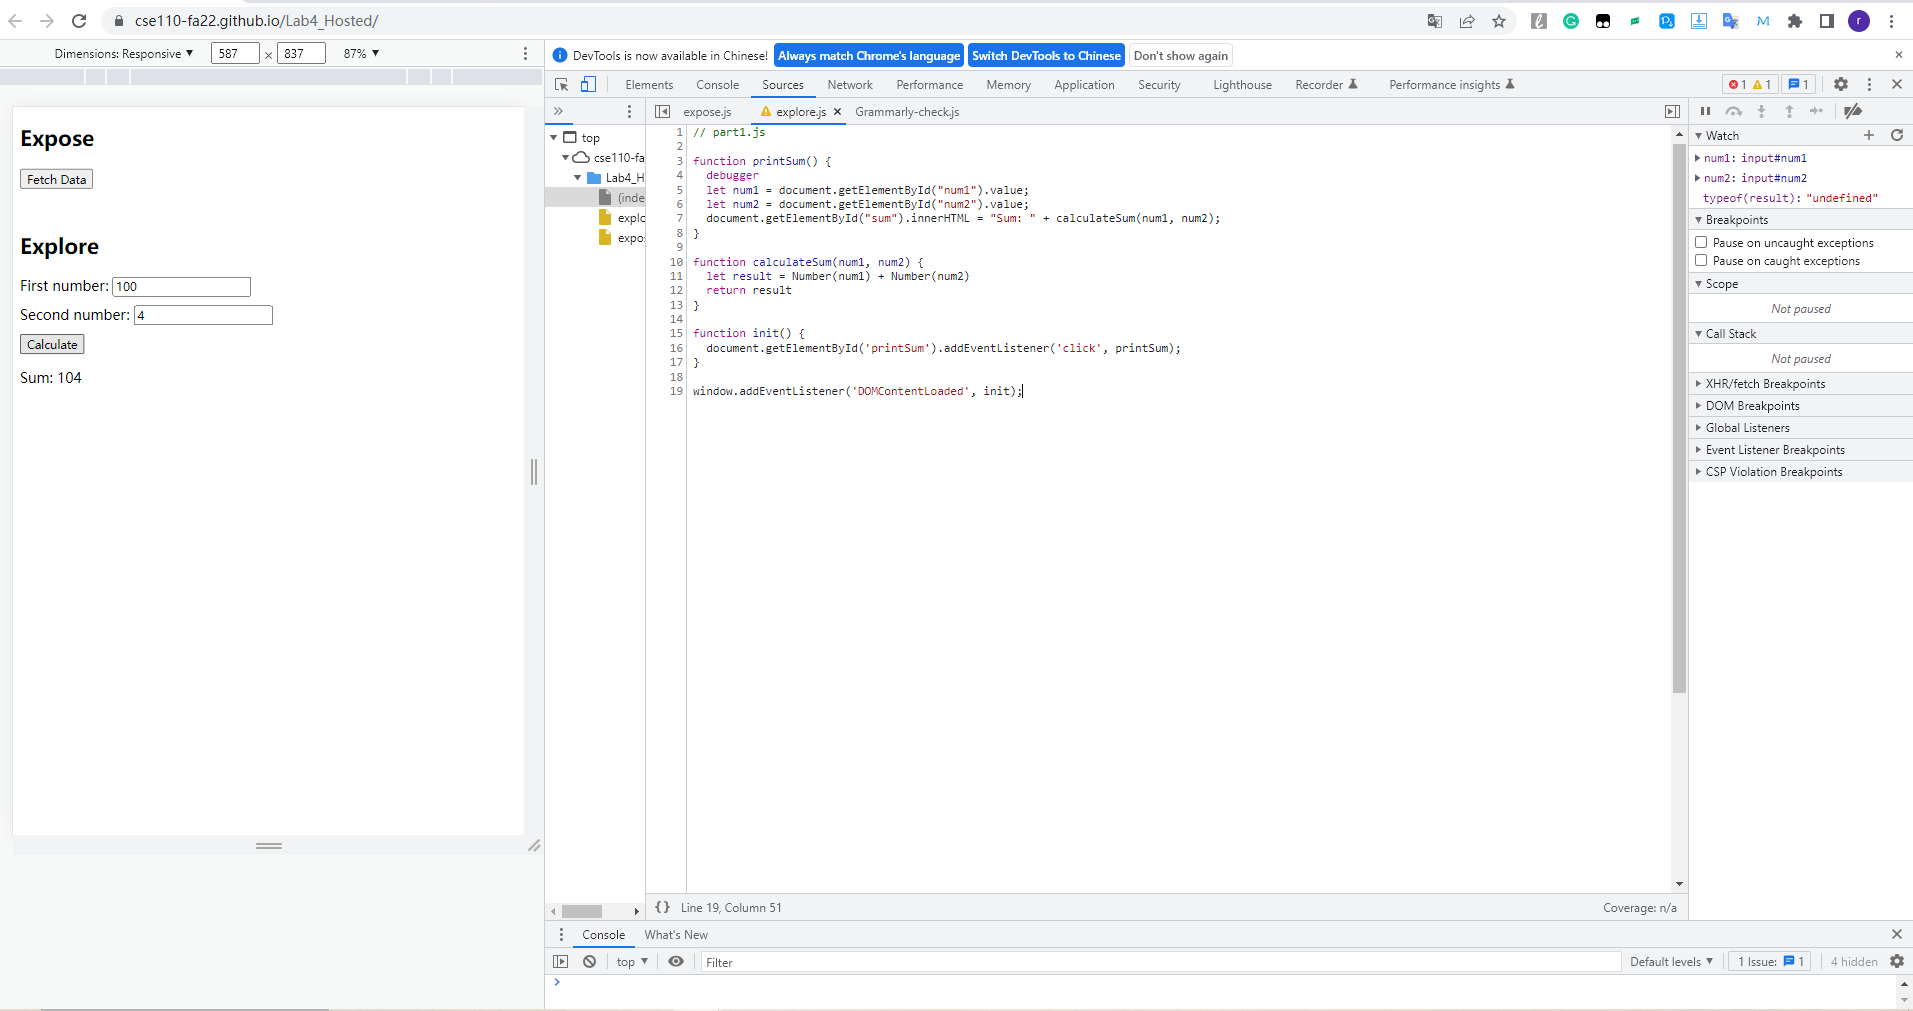 cse110-fa22.github.io/Lab4_Hosted/
Dimensions: Responsive ▼ 587 × 837 87% ▼
DevTools is now available in Chinese! Always match Chrome's language Switch DevTools to Chinese Don't show again
Elements Console Sources Network Performance Memory Application Security Lighthouse Recorder Performance insights 1 1 1
expose.js explore.js Grammarly-check.js
Expose
Fetch Data
Explore
First number: 100
Second number: 4
Calculate
Sum: 104
top
cse110-fa
Lab4_H
(inde
explo
expo
1 // part1.js
2
3 function printSum() {
4   debugger
5   let num1 = document.getElementById("num1").value;
6   let num2 = document.getElementById("num2").value;
7   document.getElementById("sum").innerHTML = "Sum: " + calculateSum(num1, num2);
8 }
9
10 function calculateSum(num1, num2) {
11   let result = Number(num1) + Number(num2)
12   return result
13 }
14
15 function init() {
16   document.getElementById('printSum').addEventListener('click', printSum);
17 }
18
19 window.addEventListener('DOMContentLoaded', init);
{} Line 19, Column 51 Coverage: n/a
Watch
num1: input#num1
num2: input#num2
typeof(result): "undefined"
Breakpoints
Pause on uncaught exceptions
Pause on caught exceptions
Scope
Not paused
Call Stack
Not paused
XHR/fetch Breakpoints
DOM Breakpoints
Global Listeners
Event Listener Breakpoints
CSP Violation Breakpoints
Console What's New
top ▼ Filter Default levels ▼ 1 Issue: 1 4 hidden